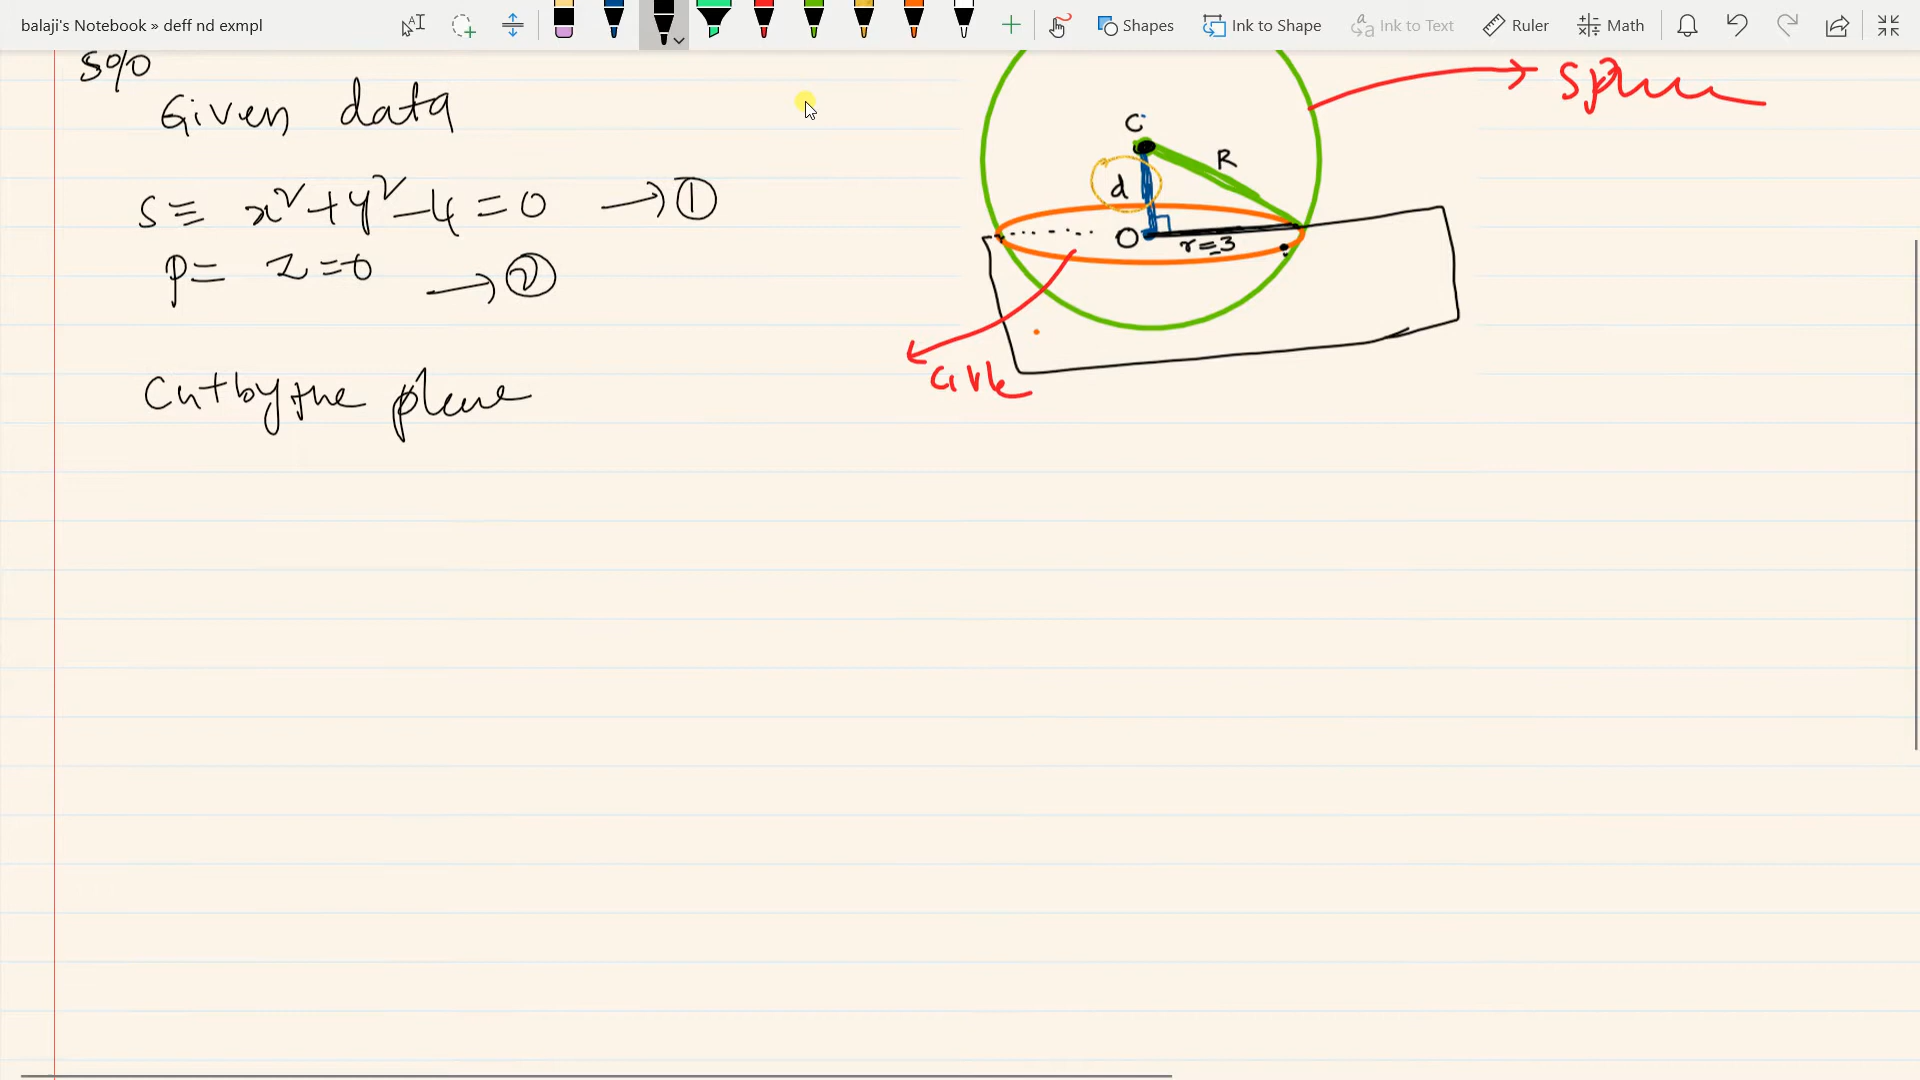 balaji's Notebook » deff nd exmpl
Shapes
Ink to Shape
Ink to Text
Ruler
Math
Given data
S ≡ x² + y² - 4 = 0 → ①
P = z = 0 → ②
Cut by the plane
C
R
d
O
r = 3
Sphere
Circle